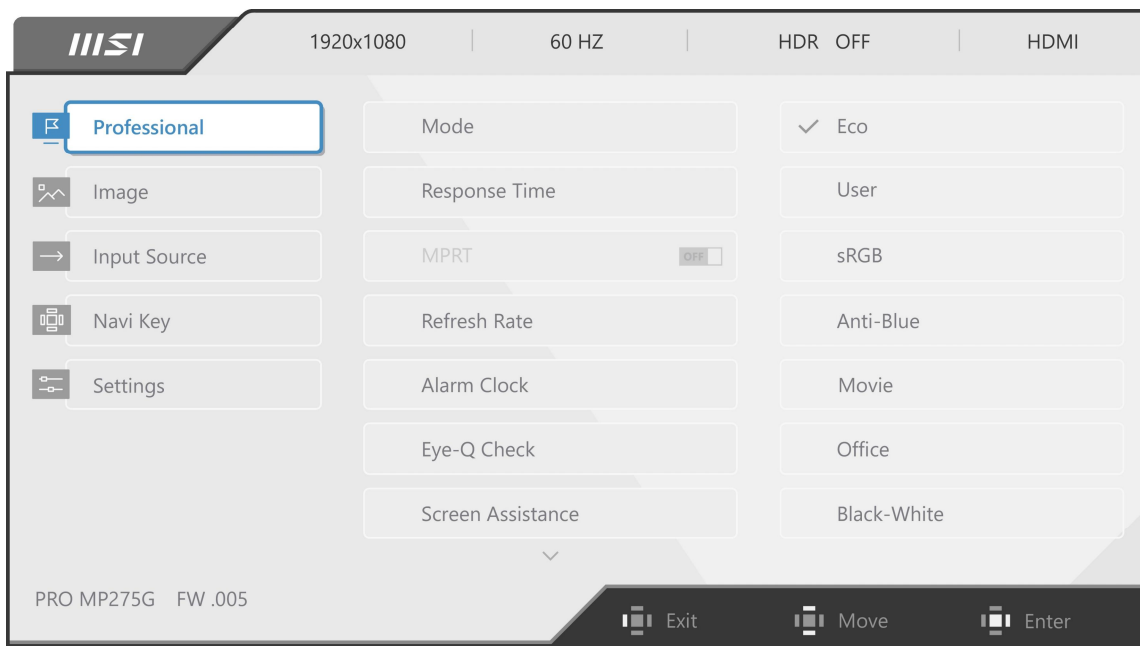 msi
1920x1080 60 HZ HDR OFF HDMI
Professional
Image
Input Source
Navi Key
Settings
Mode
Response Time
MPRT OFF
Refresh Rate
Alarm Clock
Eye-Q Check
Screen Assistance
Eco
User
sRGB
Anti-Blue
Movie
Office
Black-White
PRO MP275G FW .005
Exit Move Enter